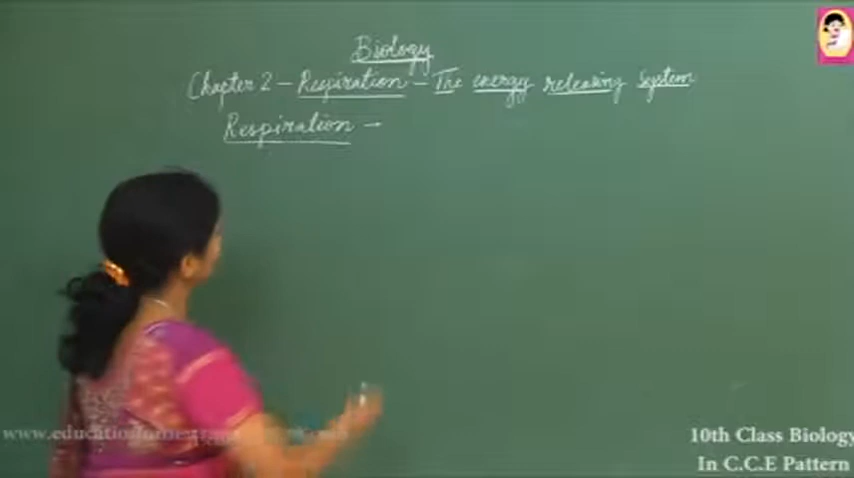 Biology
Chapter 2 - Respiration - The energy releasing System
Respiration -
10th Class Biology
In C.C.E Pattern